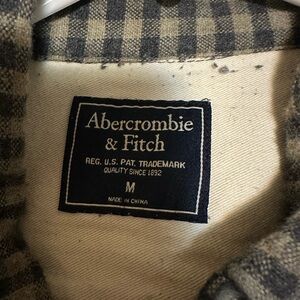 Abercrombie
& Fitch
REG. U.S. PAT. TRADEMARK
QUALITY SINCE 1892
M
MADE IN CHINA